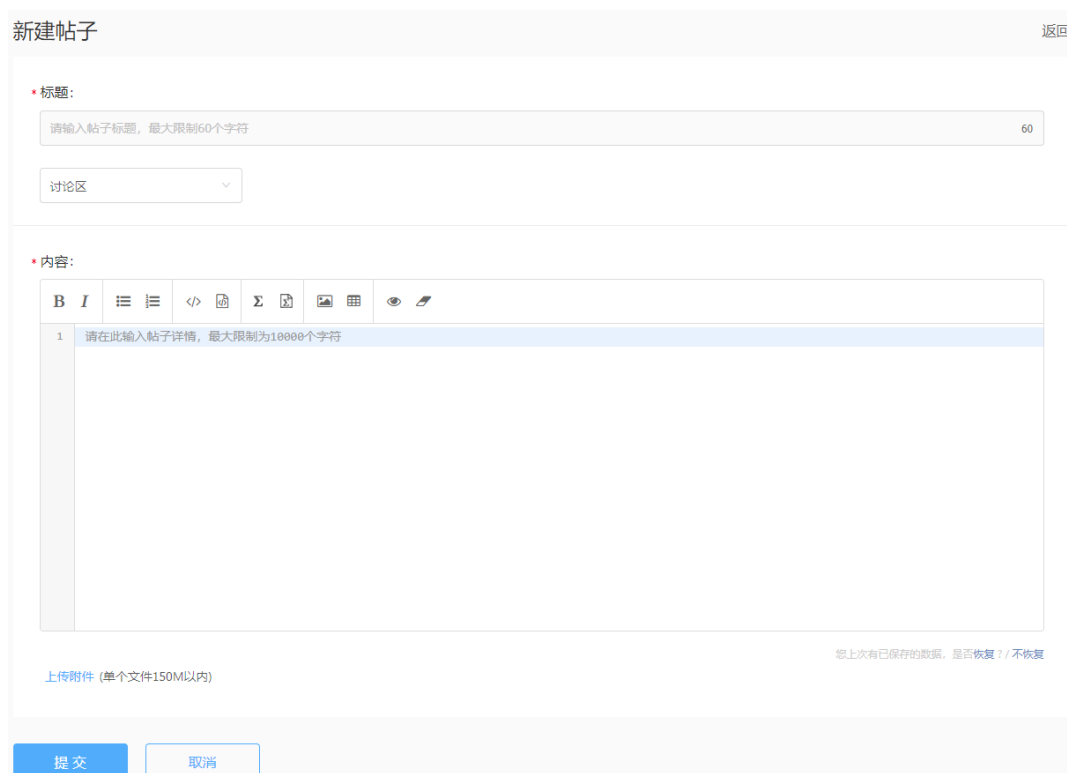 新建帖子
返回
* 标题:
请输入帖子标题，最大限制60个字符
60
讨论区
* 内容:
B I
1 请在此输入帖子详情，最大限制为10000个字符
您上次有已保存的数据，是否恢复 ? / 不恢复
上传附件 (单个文件150M以内)
提交 取消